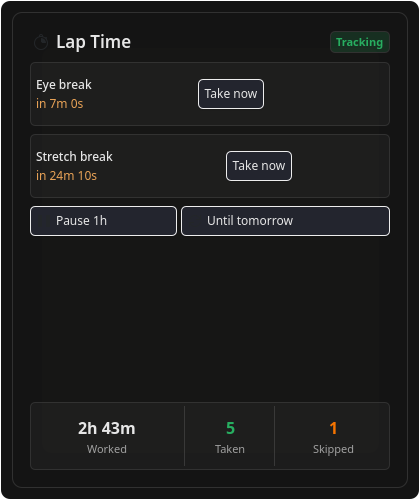 Lap Time
Tracking
Eye break
in 7m 0s
Take now
Stretch break
in 24m 10s
Take now
Pause 1h
Until tomorrow
2h 43m
5
1
Worked
Taken
Skipped